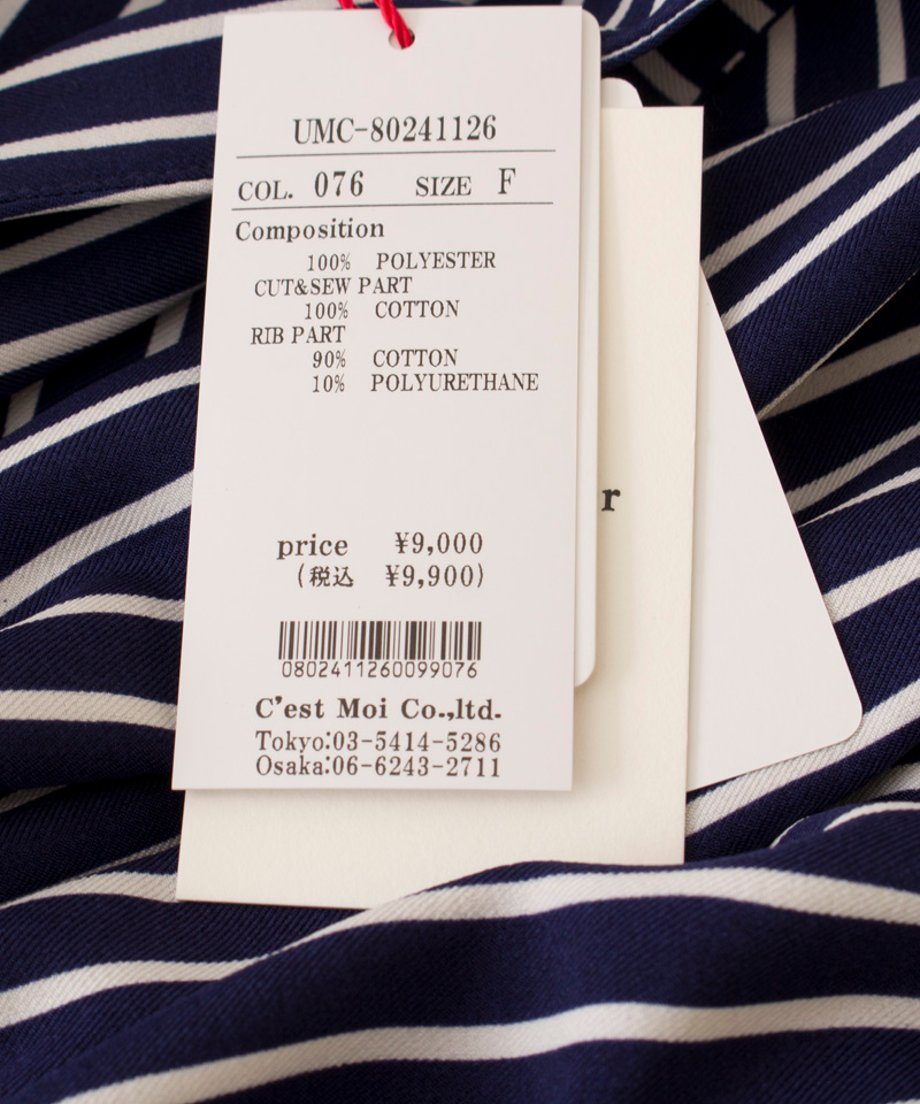 UMC-80241126
COL. 076 SIZE F
Composition
100% POLYESTER
CUT&SEW PART
100% COTTON
RIB PART
90% COTTON
10% POLYURETHANE
price ¥9,000
(税込 ¥9,900)
0802411260099076
C'est Moi Co.,ltd.
Tokyo:03-5414-5286
Osaka:06-6243-2711
r